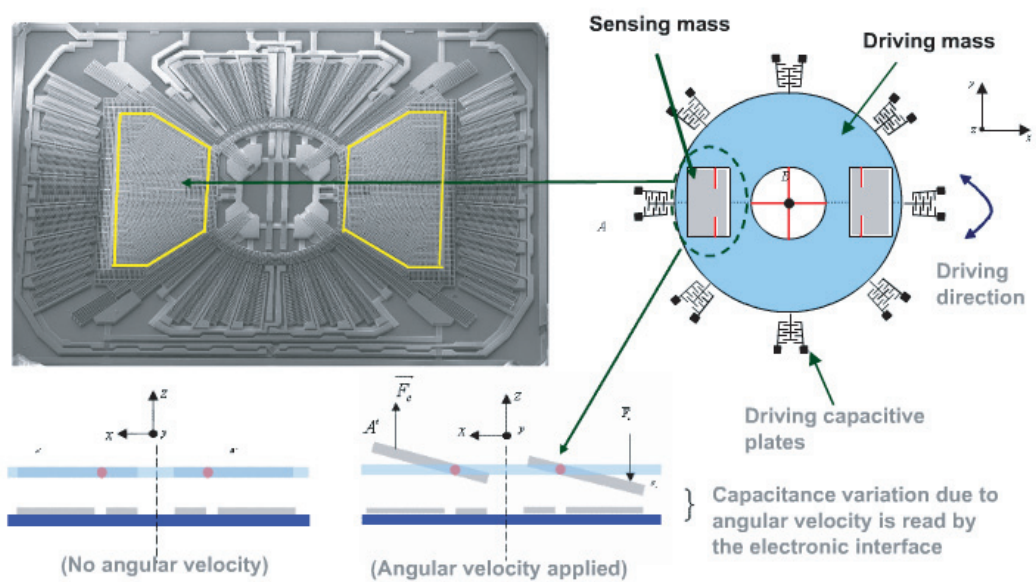 Sensing mass
Driving mass
y
z
x
B
A
Driving
direction
Driving capacitive
plates
z
x
y
(No angular velocity)
Fc
A'
z
x
y
F
(Angular velocity applied)
Capacitance variation due to
angular velocity is read by
the electronic interface